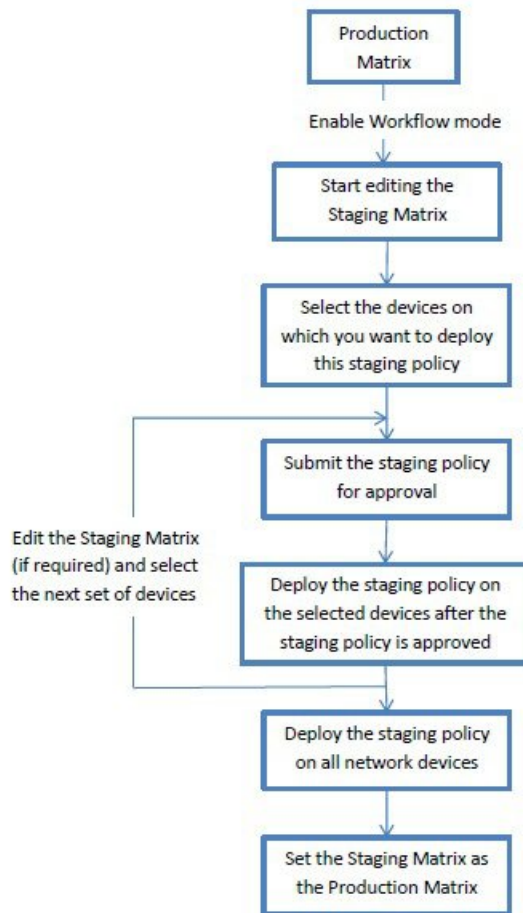 Production
Matrix
Enable Workflow mode
Start editing the
Staging Matrix
Select the devices on
which you want to deploy
this staging policy
Submit the staging policy
for approval
Edit the Staging Matrix
(if required) and select
the next set of devices
Deploy the staging policy on
the selected devices after the
staging policy is approved
Deploy the staging policy
on all network devices
Set the Staging Matrix as
the Production Matrix